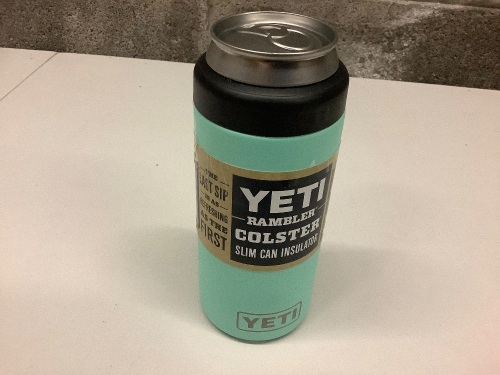 THE
LAST SIP
IS AS
REFRESHING
AS THE
FIRST
YETI
RAMBLER
COLSTER
SLIM CAN INSULATOR
YETI